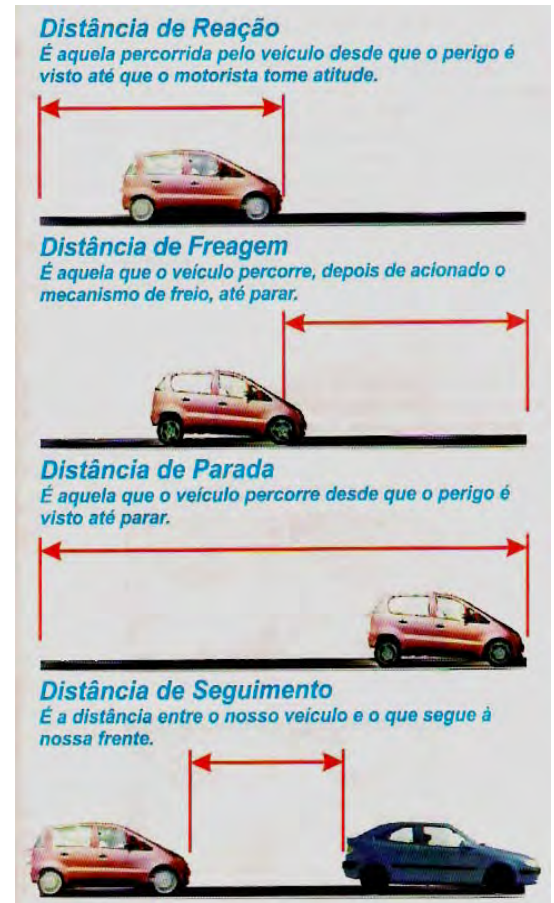 Distância de Reação
É aquela percorrida pelo veículo desde que o perigo é
visto até que o motorista tome atitude.
Distância de Freagem
É aquela que o veículo percorre, depois de acionado o
mecanismo de freio, até parar.
Distância de Parada
É aquela que o veículo percorre desde que o perigo é
visto até parar.
Distância de Seguimento
É a distância entre o nosso veículo e o que segue à
nossa frente.